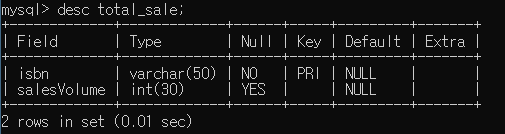 mysql> desc total_sale;
+-------------+-------------+------+-----+---------+-------+
| Field       | Type        | Null | Key | Default | Extra |
+-------------+-------------+------+-----+---------+-------+
| isbn        | varchar(50) | NO   | PRI | NULL    |       |
| salesVolume | int(30)     | YES  |     | NULL    |       |
+-------------+-------------+------+-----+---------+-------+
2 rows in set (0.01 sec)